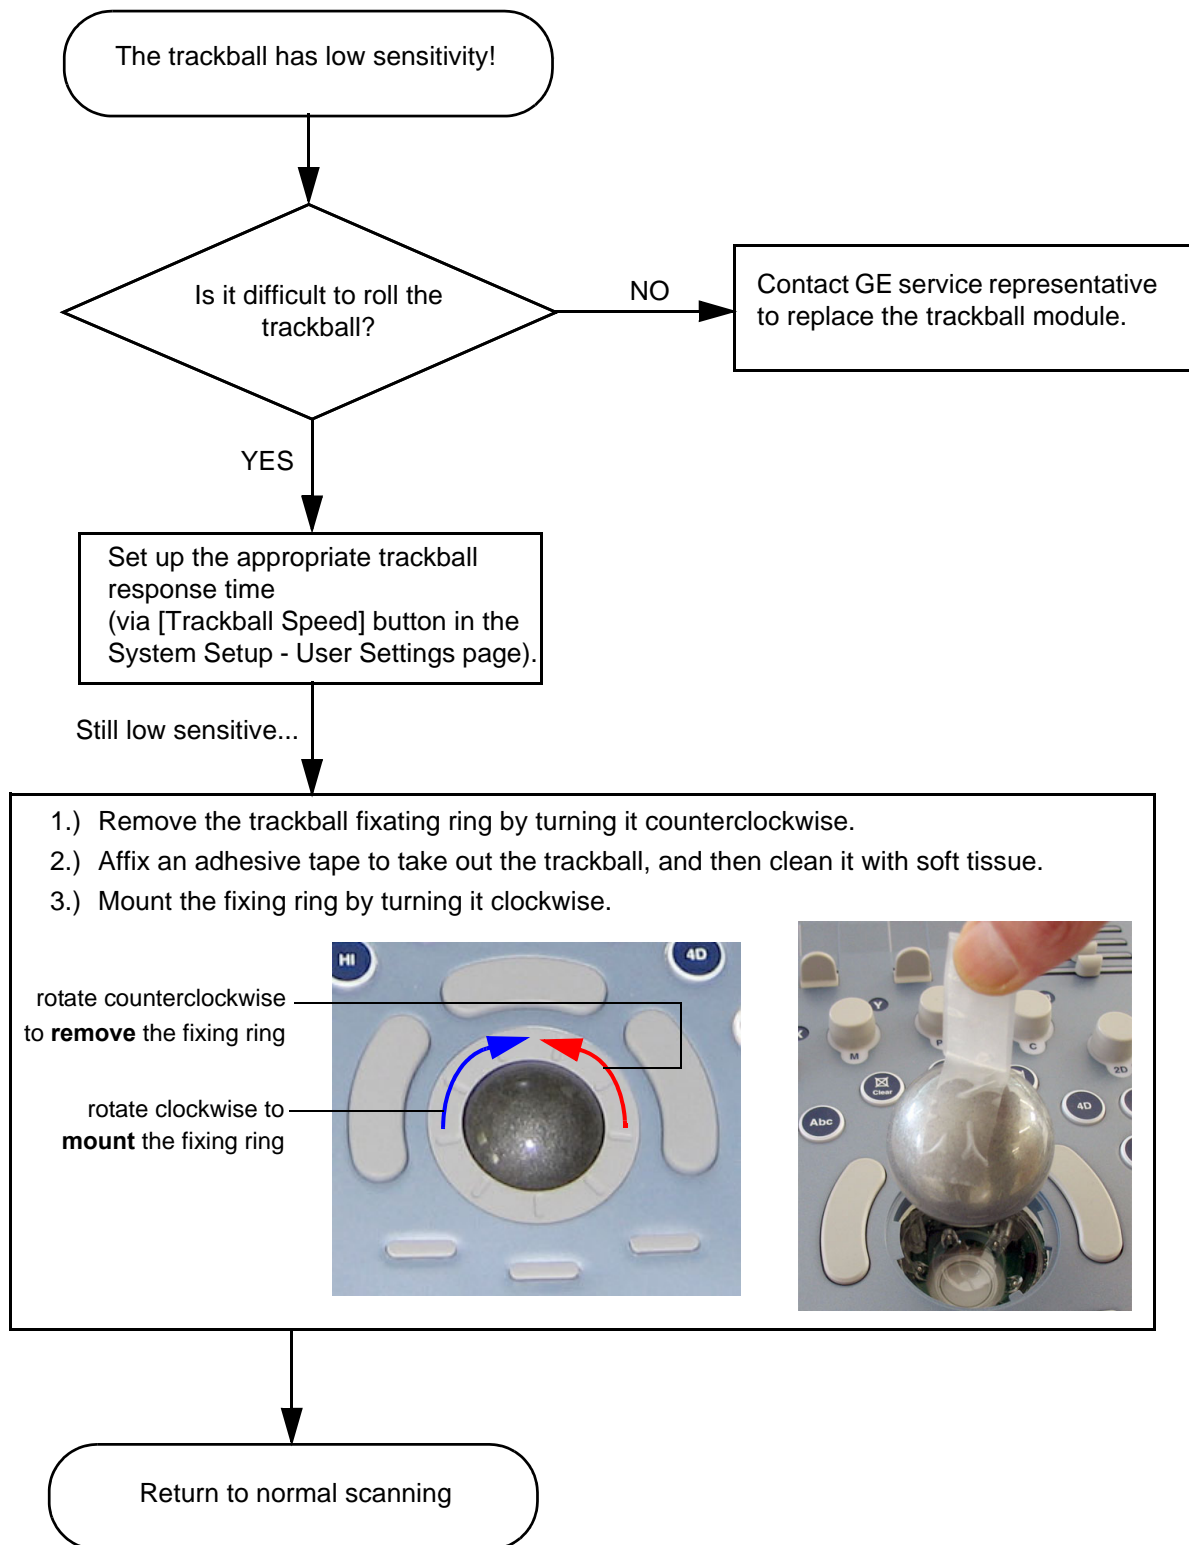 The trackball has low sensitivity!
Is it difficult to roll the
trackball?
NO
Contact GE service representative
to replace the trackball module.
YES
Set up the appropriate trackball
response time
(via [Trackball Speed] button in the
System Setup - User Settings page).
Still low sensitive...
1.) Remove the trackball fixating ring by turning it counterclockwise.
2.) Affix an adhesive tape to take out the trackball, and then clean it with soft tissue.
3.) Mount the fixing ring by turning it clockwise.
rotate counterclockwise
to remove the fixing ring
rotate clockwise to
mount the fixing ring
HI
4D
X
Y
M
P
C
2D
Clear
4D
Abc
Return to normal scanning